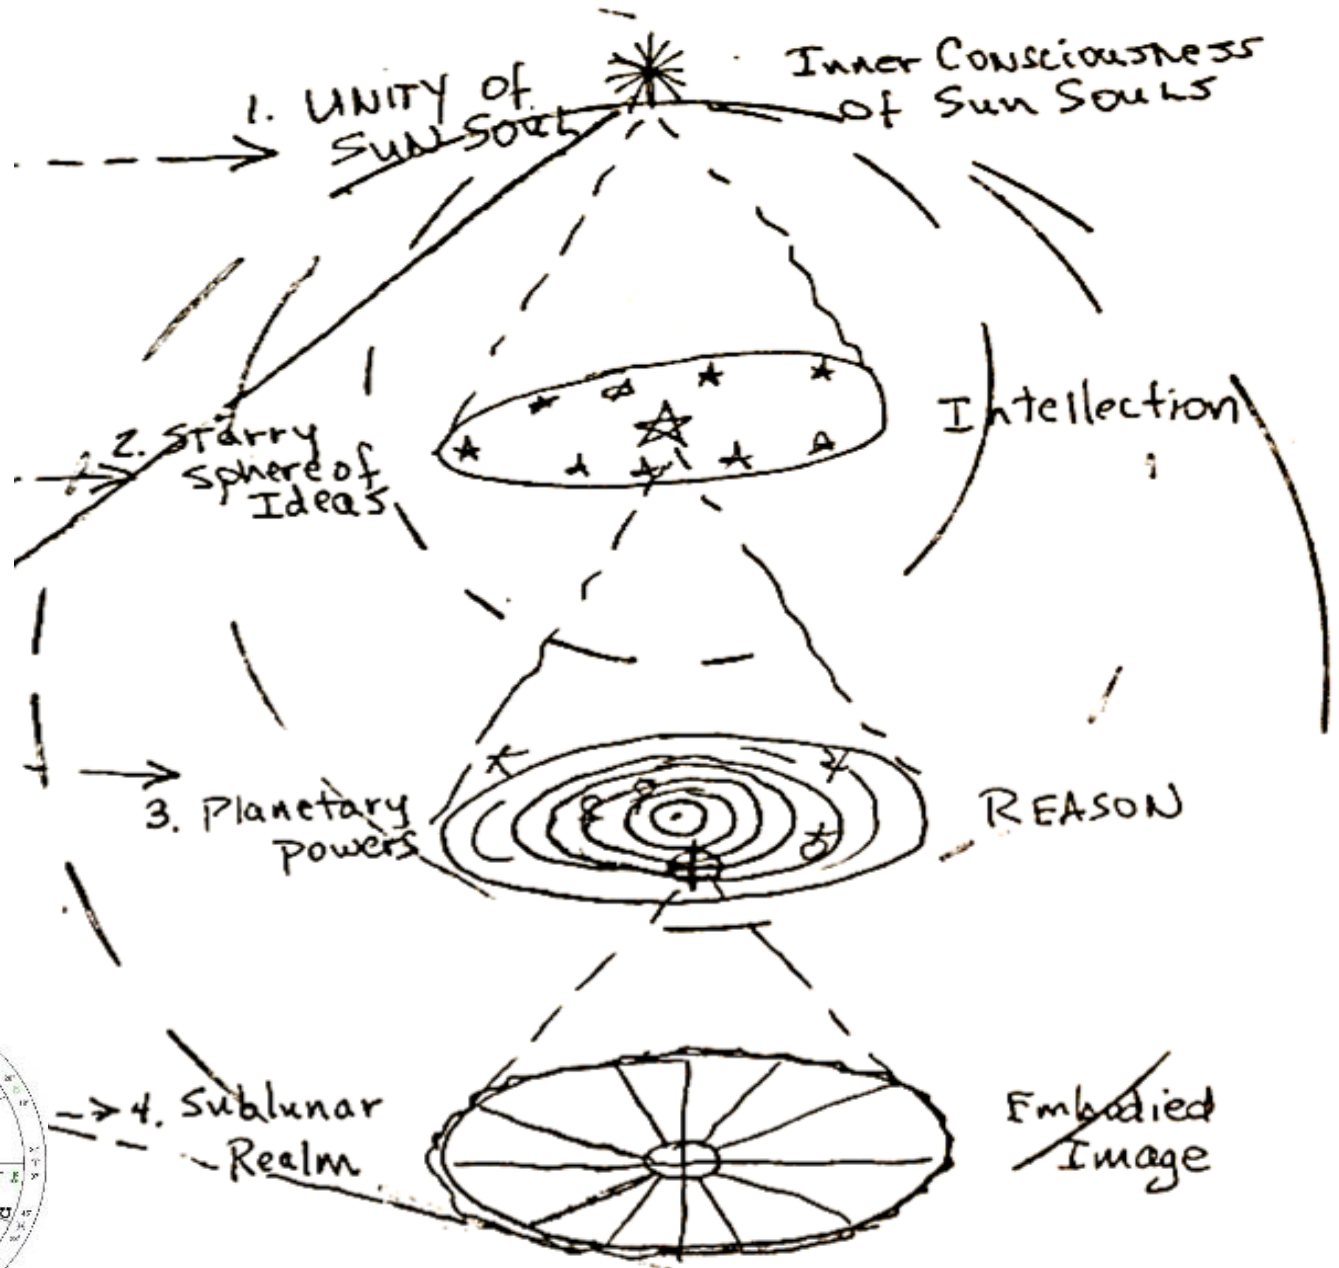 1. UNITY of
SUN SOUL
Inner Consciousness
of Sun Souls
2. Starry
Sphere of
Ideas
Intellection
3. Planetary
Powers
REASON
4. Sublunar
Realm
Embodied
Image